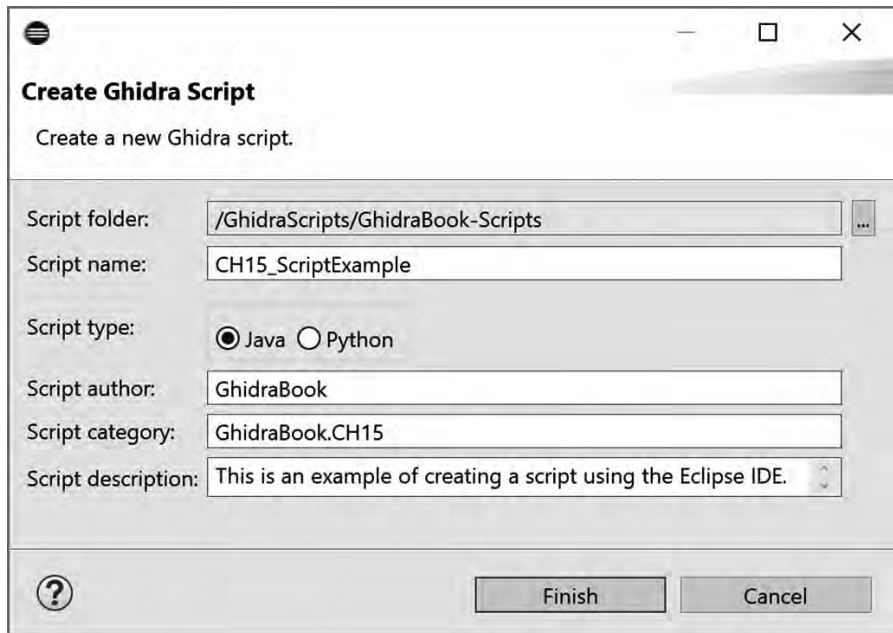 Create Ghidra Script
Create a new Ghidra script.
Script folder: /GhidraScripts/GhidraBook-Scripts ...
Script name: CH15_ScriptExample
Script type: Java Python
Script author: GhidraBook
Script category: GhidraBook.CH15
Script description: This is an example of creating a script using the Eclipse IDE.
? Finish Cancel